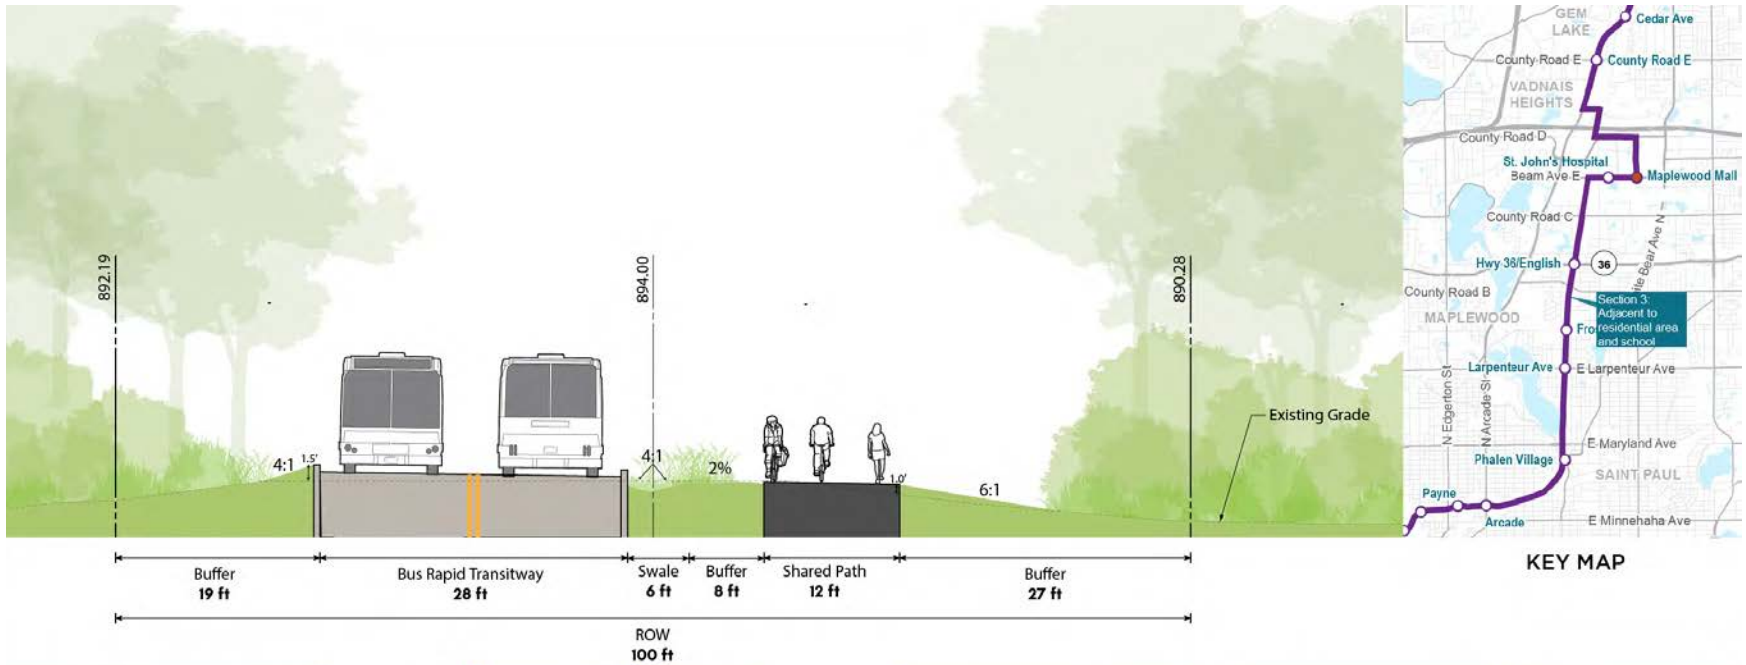 892.19
894.00
890.28
4:1
1.5'
4:1
2%
1.0'
6:1
Existing Grade
Buffer
19 ft
Bus Rapid Transitway
28 ft
Swale
6 ft
Buffer
8 ft
Shared Path
12 ft
Buffer
27 ft
ROW
100 ft
GEM
LAKE
Cedar Ave
County Road E
County Road E
VADNAIS
HEIGHTS
County Road D
St. John's Hospital
Beam Ave E
Maplewood Mall
County Road C
Hwy 36/English
36
Bear Ave N
County Road B
MAPLEWOOD
Section 3:
Adjacent to
residential area
and school
Fro
Larpenteur Ave
E Larpenteur Ave
N Edgerton St
N Arcade St
E Maryland Ave
Phalen Village
SAINT PAUL
Payne
Arcade
E Minnehaha Ave
KEY MAP